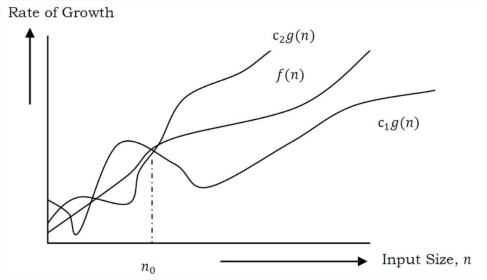 Rate of Growth
c₂g(n)
f(n)
c₁g(n)
Input Size, n
n₀